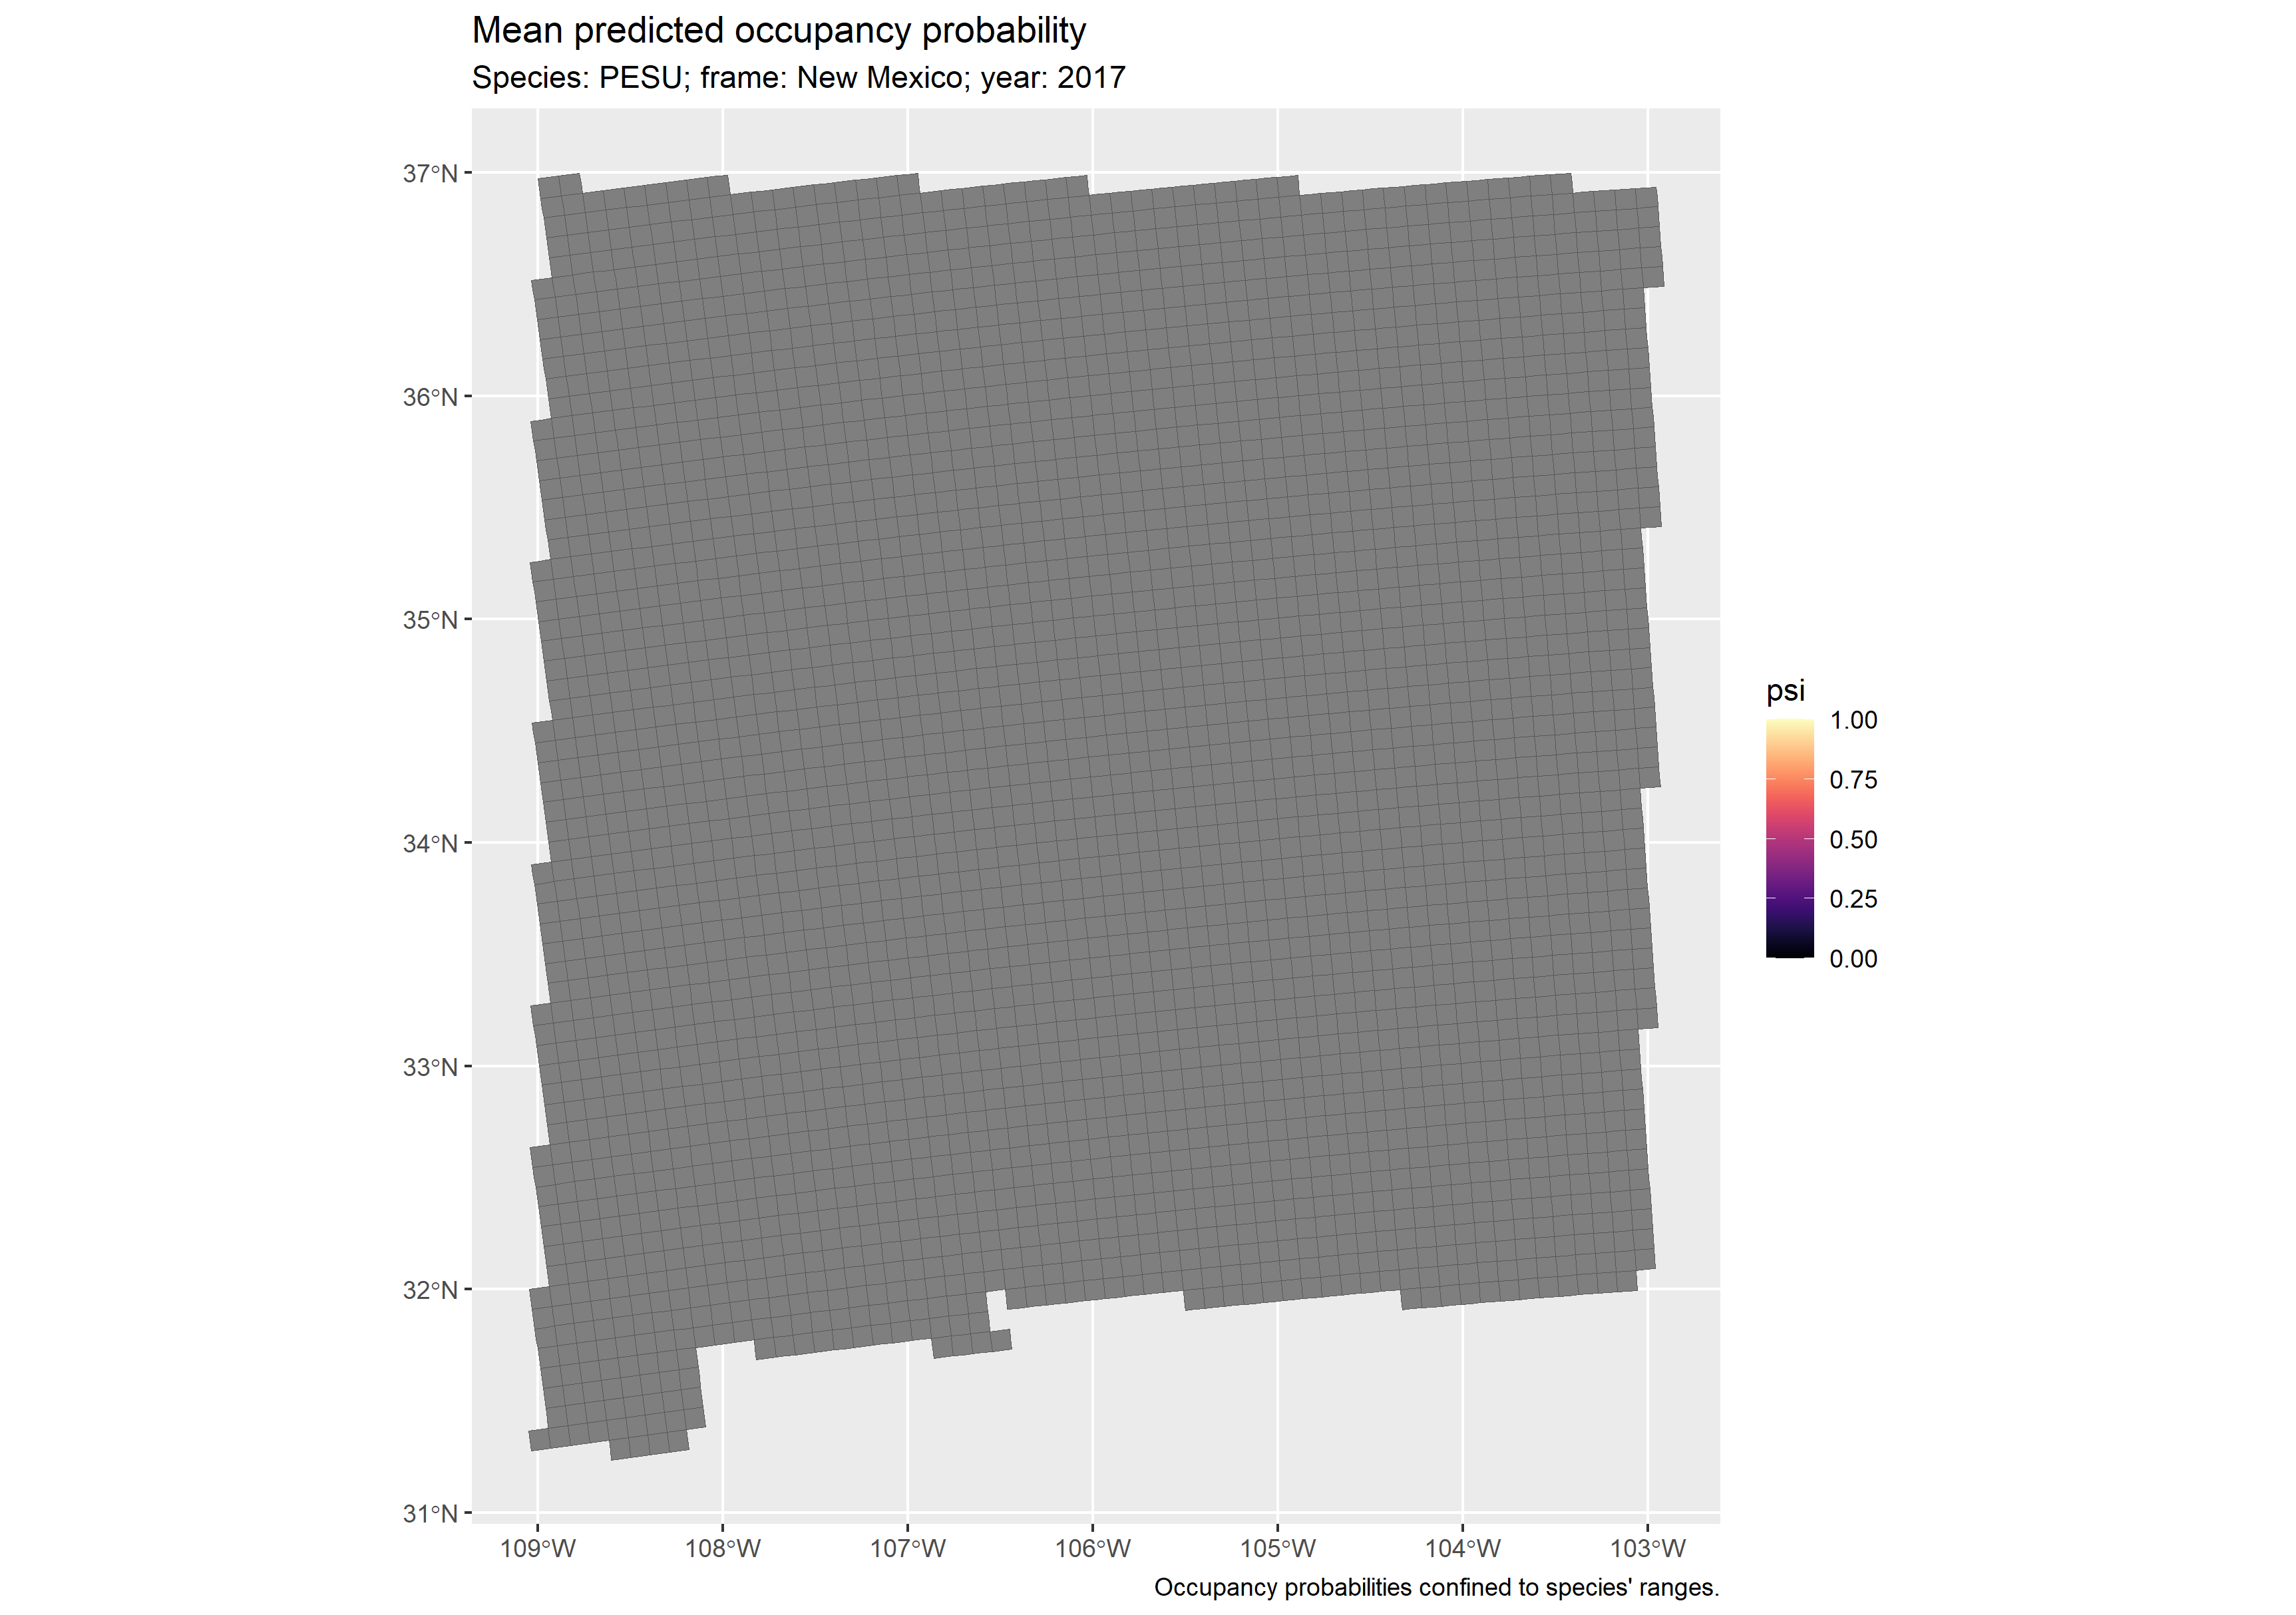 Mean predicted occupancy probability
Species: PESU; frame: New Mexico; year: 2017
37°N
36°N
35°N
34°N
33°N
32°N
31°N
109°W
108°W
107°W
106°W
105°W
104°W
103°W
psi
1.00
0.75
0.50
0.25
0.00
Occupancy probabilities confined to species' ranges.